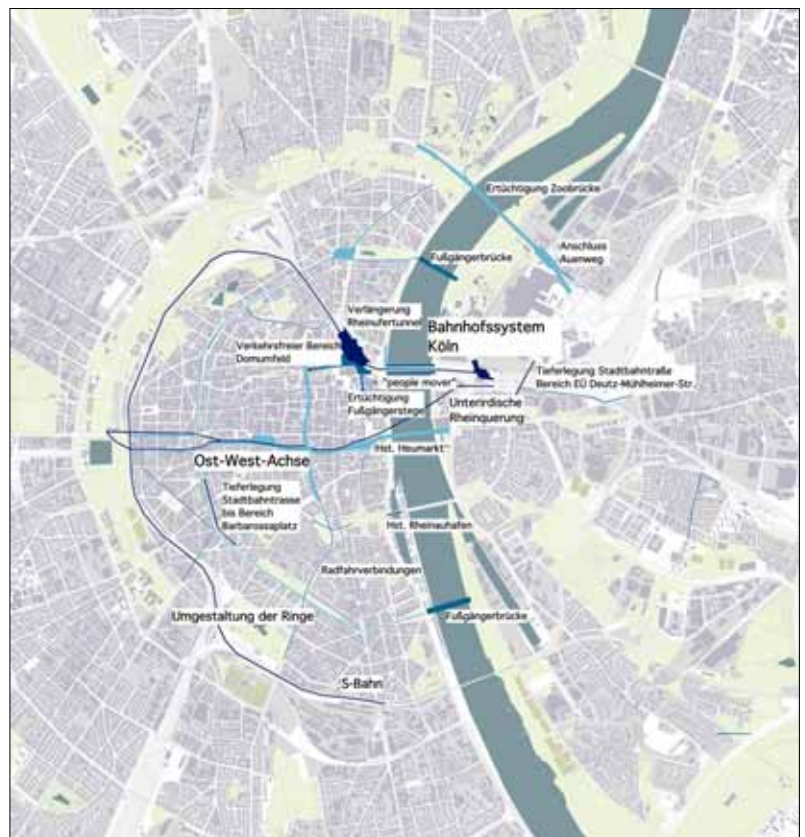 Ertüchtigung Zoobrücke
Anschluss
Auenweg
Fußgängerbrücke
Verlängerung
Rheinufertunnel
Bahnhofssystem
Köln
Verkehrsfreier Bereich
Domumfeld
"people mover"
Tieferlegung Stadtbahntraße
Bereich EÜ Deutz-Mühlheimer-Str.
Ertüchtigung
Fußgängerstege
Unterirdische
Rheinquerung
Hst. Heumarkt
Ost-West-Achse
Tieferlegung
Stadtbahntrasse
bis Bereich
Barbarossaplatz
Hst. Rheinauhafen
Radfahrverbindungen
Umgestaltung der Ringe
Fußgängerbrücke
S-Bahn